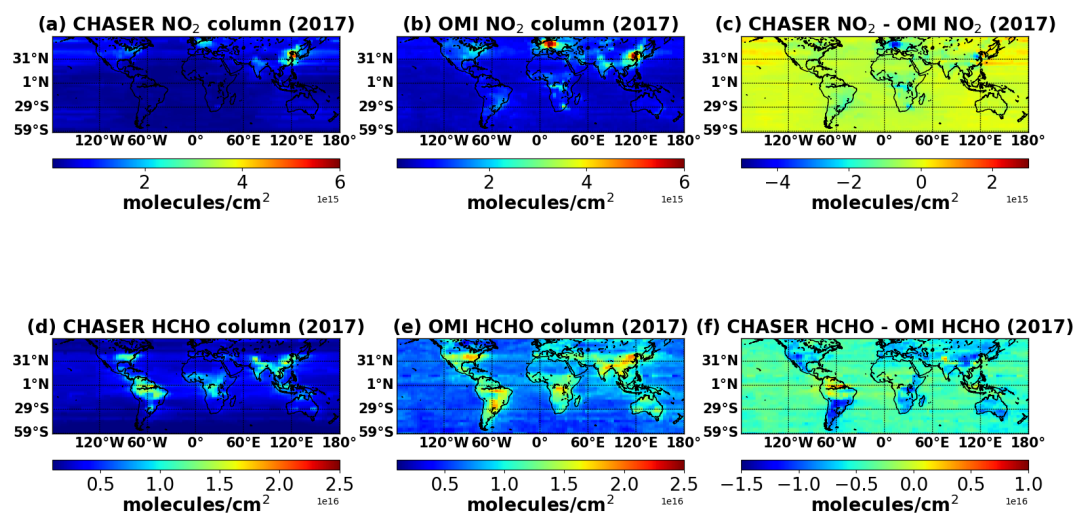 (a) CHASER NO₂ column (2017) (b) OMI NO₂ column (2017) (c) CHASER NO₂ - OMI NO₂ (2017)
31°N 31°N 31°N
1°N 1°N 1°N
29°S 29°S 29°S
59°S 59°S 59°S
120°W 60°W 0° 60°E 120°E 180° 120°W 60°W 0° 60°E 120°E 180° 120°W 60°W 0° 60°E 120°E 180°
2 4 6 2 4 6 −4 −2 0 2
molecules/cm² 1e15 molecules/cm² 1e15 molecules/cm² 1e15
(d) CHASER HCHO column (2017) (e) OMI HCHO column (2017) (f) CHASER HCHO - OMI HCHO (2017)
31°N 31°N 31°N
1°N 1°N 1°N
29°S 29°S 29°S
59°S 59°S 59°S
120°W 60°W 0° 60°E 120°E 180° 120°W 60°W 0° 60°E 120°E 180° 120°W 60°W 0° 60°E 120°E 180°
0.5 1.0 1.5 2.0 2.5 0.5 1.0 1.5 2.0 2.5 −1.5 −1.0 −0.5 0.0 0.5 1.0
molecules/cm² 1e16 molecules/cm² 1e16 molecules/cm² 1e16